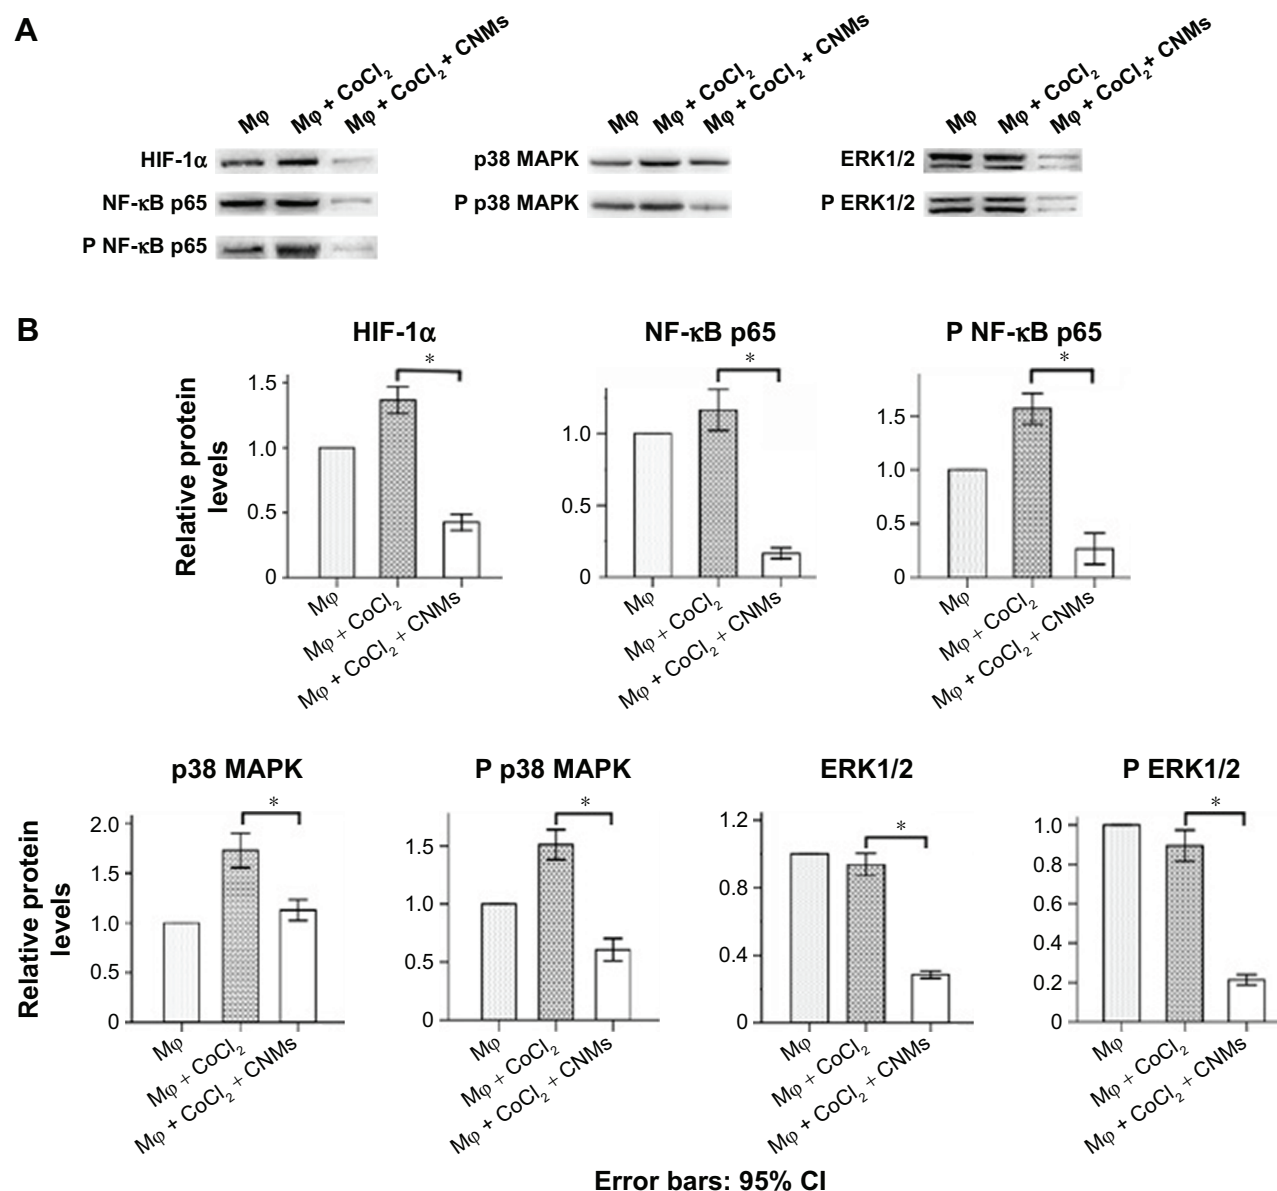 A
Mφ
Mφ + CoCl₂
Mφ + CoCl₂ + CNMs
HIF-1α
NF-κB p65
P NF-κB p65
Mφ
Mφ + CoCl₂
Mφ + CoCl₂ + CNMs
p38 MAPK
P p38 MAPK
Mφ
Mφ + CoCl₂
Mφ + CoCl₂+ CNMs
ERK1/2
P ERK1/2
B
HIF-1α
*
Relative protein
levels
1.5
1.0
0.5
0
Mφ
Mφ + CoCl₂
Mφ + CoCl₂ + CNMs
NF-κB p65
*
1.0
0.5
0
Mφ
Mφ + CoCl₂
Mφ + CoCl₂ + CNMs
P NF-κB p65
*
1.5
1.0
0.5
0
Mφ
Mφ + CoCl₂
Mφ + CoCl₂ + CNMs
p38 MAPK
*
Relative protein
levels
2.0
1.5
1.0
0.5
0
Mφ
Mφ + CoCl₂
Mφ + CoCl₂ + CNMs
P p38 MAPK
*
1.5
1.0
0.5
0
Mφ
Mφ + CoCl₂
Mφ + CoCl₂ + CNMs
ERK1/2
*
1.2
0.8
0.4
0
Mφ
Mφ + CoCl₂
Mφ + CoCl₂ + CNMs
P ERK1/2
*
1.0
0.8
0.6
0.4
0.2
0
Mφ
Mφ + CoCl₂
Mφ + CoCl₂ + CNMs
Error bars: 95% CI